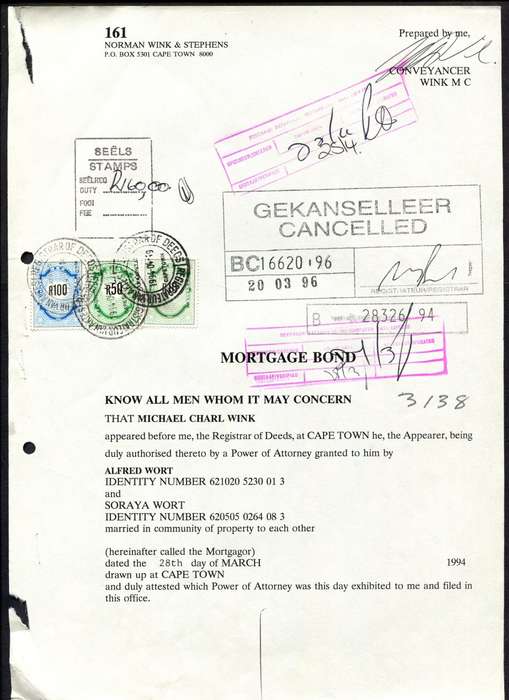 161
NORMAN WINK & STEPHENS
P.O. BOX 5301 CAPE TOWN 8000
Prepared by me,
CONVEYANCER
WINK M C
SEËLS
STAMPS
SEËLREG
DUTY R160,00
FOOI
FEE
GEKANSELLEER
CANCELLED
BC16620/96
20 03 96
REGISTRATEUR/REGISTRAR
R100
R50
B 28326/94
MORTGAGE BOND
KNOW ALL MEN WHOM IT MAY CONCERN
3138
THAT MICHAEL CHARL WINK
appeared before me, the Registrar of Deeds, at CAPE TOWN he, the Appearer, being
duly authorised thereto by a Power of Attorney granted to him by
ALFRED WORT
IDENTITY NUMBER 621020 5230 01 3
and
SORAYA WORT
IDENTITY NUMBER 620505 0264 08 3
married in community of property to each other
(hereinafter called the Mortgagor)
dated the 28th day of MARCH 1994
drawn up at CAPE TOWN
and duly attested which Power of Attorney was this day exhibited to me and filed in
this office.